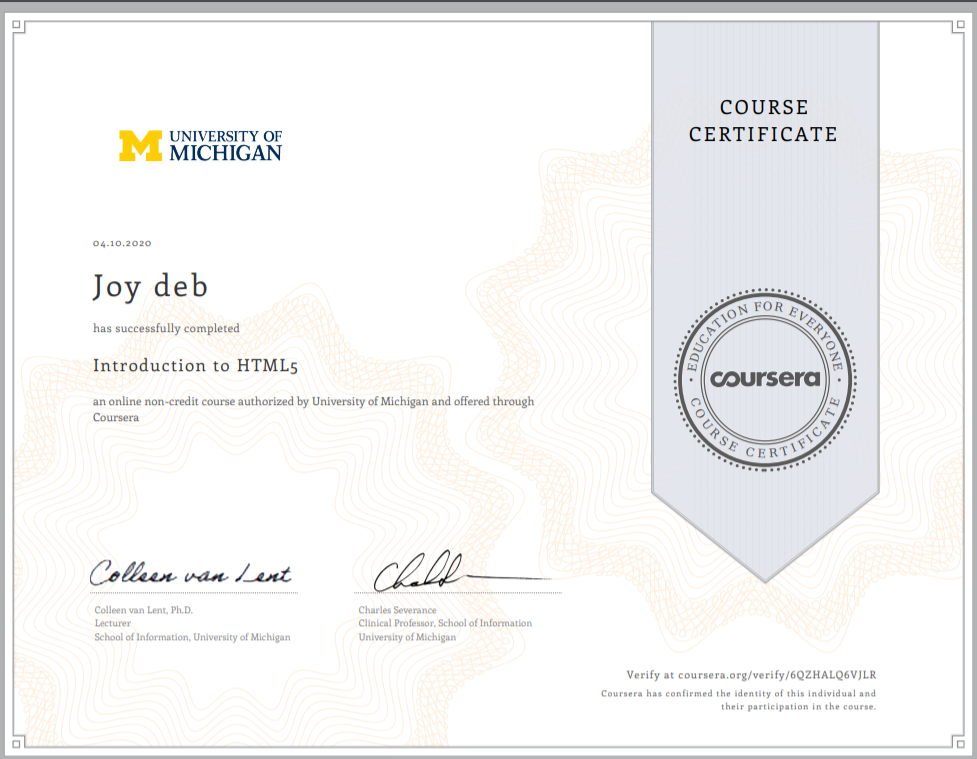 COURSE
CERTIFICATE
M UNIVERSITY OF
MICHIGAN
04.10.2020
Joy deb
has successfully completed
Introduction to HTML5
an online non-credit course authorized by University of Michigan and offered through
Coursera
EDUCATION FOR EVERYONE
coursera
COURSE CERTIFICATE
Colleen van Lent
Colleen van Lent, Ph.D.
Lecturer
School of Information, University of Michigan
Charles Severance
Clinical Professor, School of Information
University of Michigan
Verify at coursera.org/verify/6QZHALQ6VJLR
Coursera has confirmed the identity of this individual and
their participation in the course.